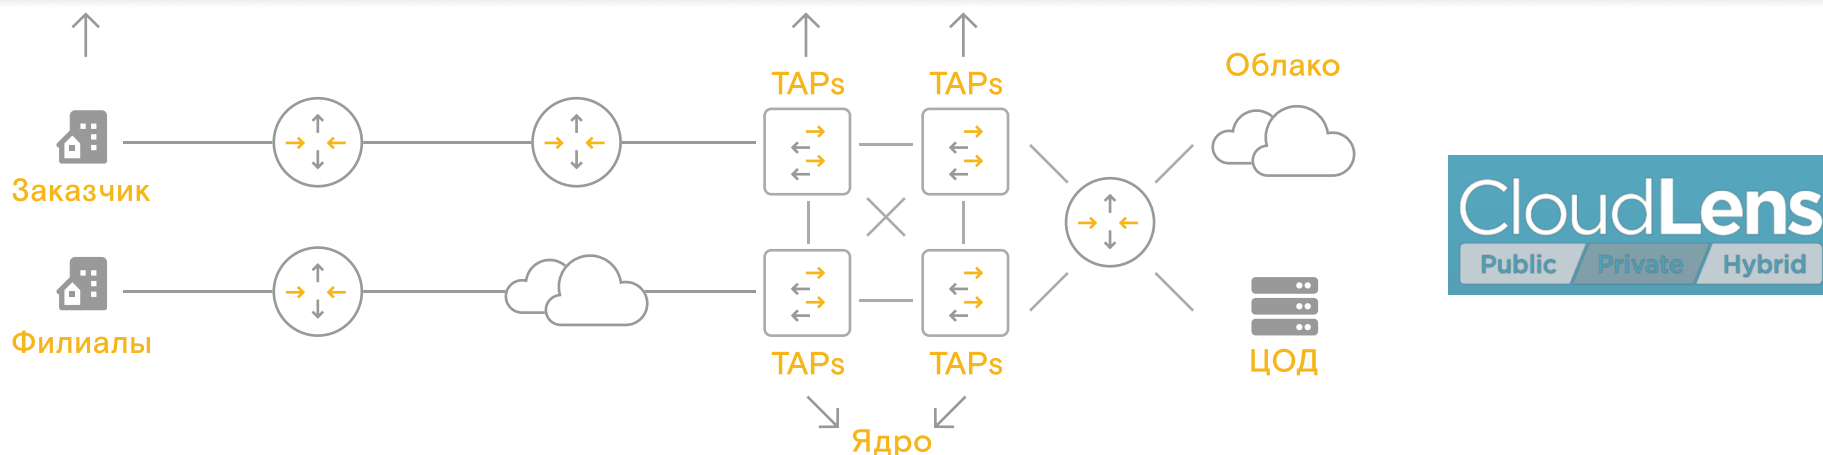 TAPs
TAPs
Облако
Заказчик
CloudLens
Public
Private
Hybrid
Филиалы
TAPs
TAPs
ЦОД
Ядро